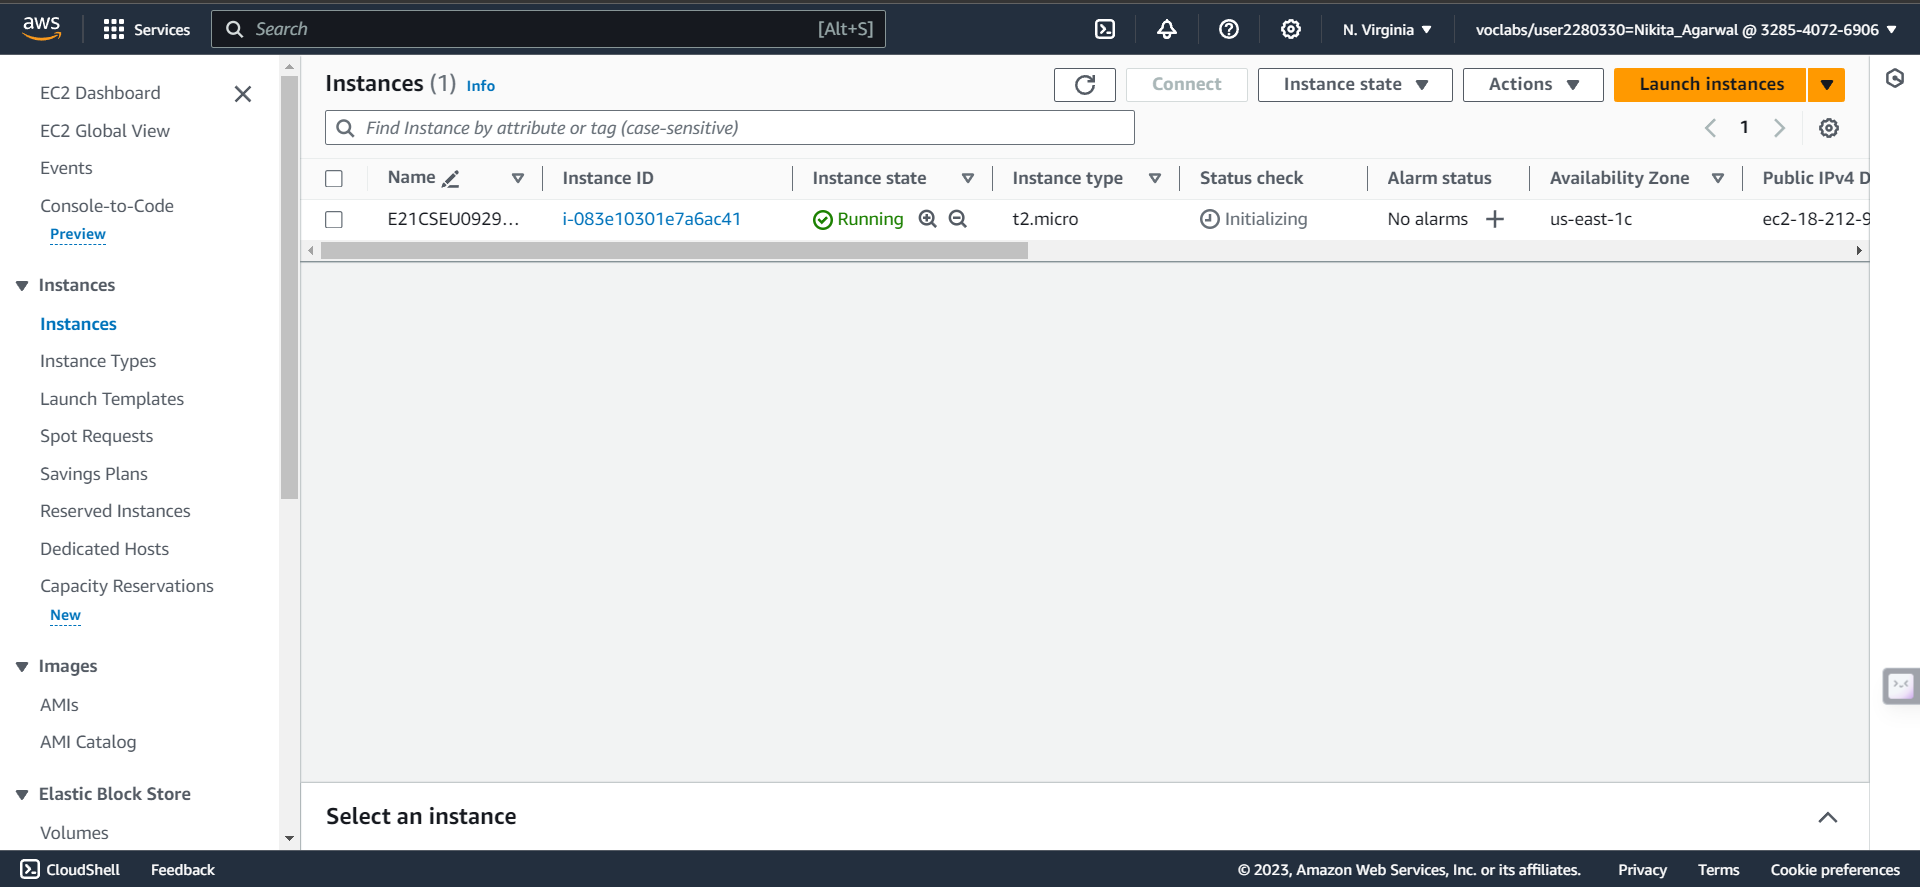 aws
Services
Search
[Alt+S]
N. Virginia
voclabs/user2280330=Nikita_Agarwal @ 3285-4072-6906
EC2 Dashboard
EC2 Global View
Events
Console-to-Code
Preview
Instances
Instances
Instance Types
Launch Templates
Spot Requests
Savings Plans
Reserved Instances
Dedicated Hosts
Capacity Reservations
New
Images
AMIs
AMI Catalog
Elastic Block Store
Volumes
Instances (1) Info
Connect
Instance state
Actions
Launch instances
Find Instance by attribute or tag (case-sensitive)
1
Name Instance ID Instance state Instance type Status check Alarm status Availability Zone Public IPv4 D
E21CSEU0929... i-083e10301e7a6ac41 Running t2.micro Initializing No alarms us-east-1c ec2-18-212-9
Select an instance
CloudShell Feedback © 2023, Amazon Web Services, Inc. or its affiliates. Privacy Terms Cookie preferences